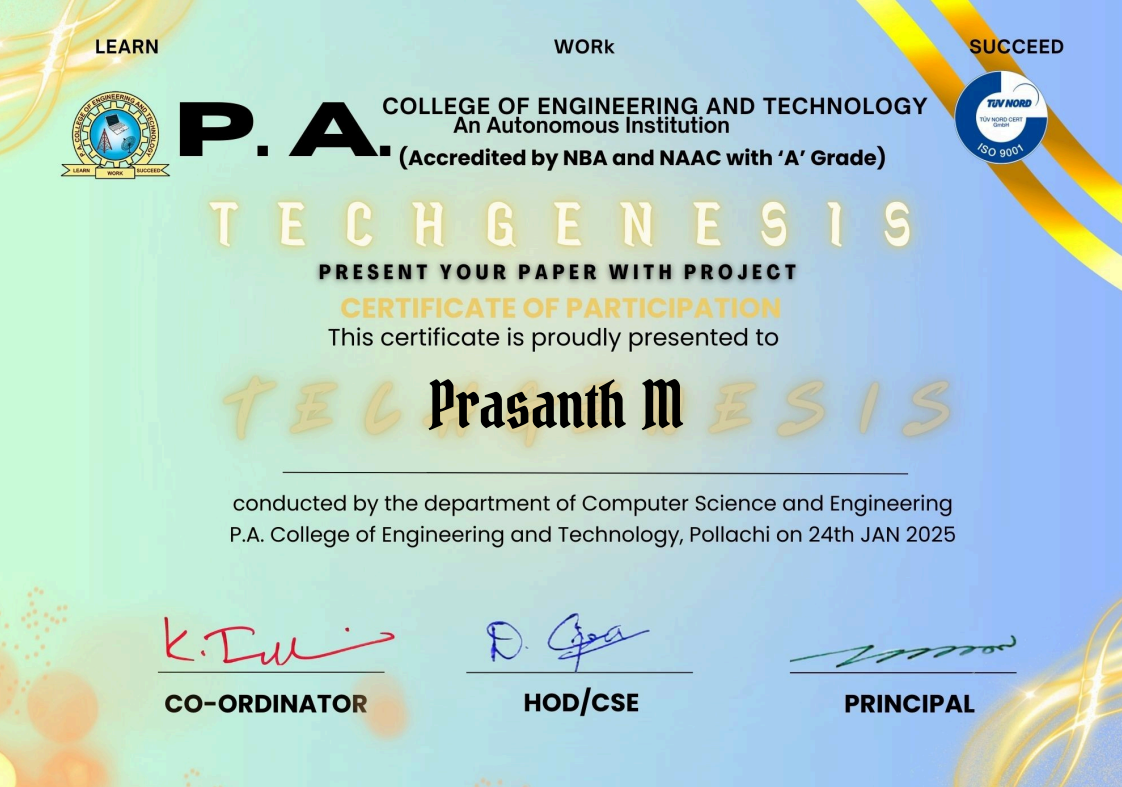 LEARN
WORk
SUCCEED
P.A. COLLEGE OF ENGINEERING AND TECHNOLOGY
LEARN WORK SUCCEED
P. A.
COLLEGE OF ENGINEERING AND TECHNOLOGY
An Autonomous Institution
(Accredited by NBA and NAAC with ‘A’ Grade)
TÜV NORD
TÜV NORD CERT
GmbH
ISO 9001
TECHGENESIS
PRESENT YOUR PAPER WITH PROJECT
CERTIFICATE OF PARTICIPATION
This certificate is proudly presented to
TECHGENESIS
Prasanth M
conducted by the department of Computer Science and Engineering
P.A. College of Engineering and Technology, Pollachi on 24th JAN 2025
CO-ORDINATOR
HOD/CSE
PRINCIPAL